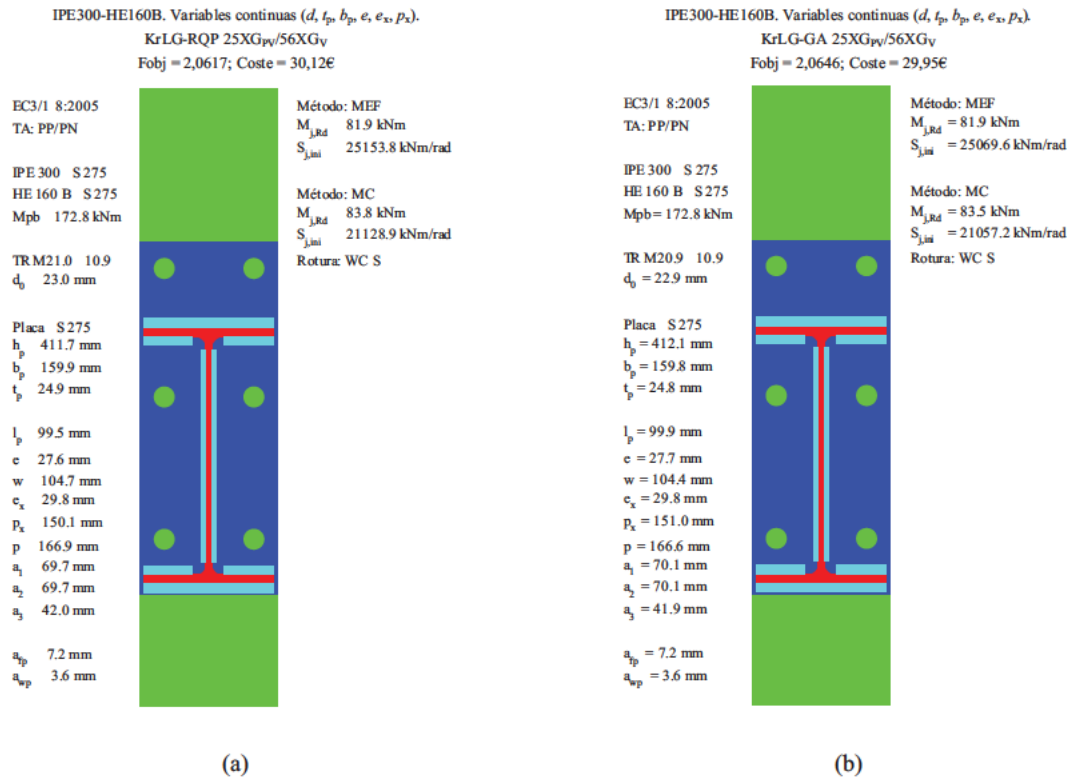 IPE300-HE160B. Variables continuas (d, tp, bp, e, ex, px).
KrLG-RQP 25XGPV/56XGV
Fobj = 2,0617; Coste = 30,12€
EC3/1 8:2005
TA: PP/PN
IPE 300 S 275
HE 160 B S 275
Mpb 172.8 kNm
TR M21.0 10.9
d0 23.0 mm
Placa S 275
hp 411.7 mm
bp 159.9 mm
tp 24.9 mm
lp 99.5 mm
e 27.6 mm
w 104.7 mm
ex 29.8 mm
px 150.1 mm
p 166.9 mm
a1 69.7 mm
a2 69.7 mm
a3 42.0 mm
afp 7.2 mm
awp 3.6 mm
Método: MEF
Mj,Rd 81.9 kNm
Sj,ini 25153.8 kNm/rad
Método: MC
Mj,Rd 83.8 kNm
Sj,ini 21128.9 kNm/rad
Rotura: WC S
(a)
IPE300-HE160B. Variables continuas (d, tp, bp, e, ex, px).
KrLG-GA 25XGPV/56XGV
Fobj = 2,0646; Coste = 29,95€
EC3/1 8:2005
TA: PP/PN
IPE 300 S 275
HE 160 B S 275
Mpb = 172.8 kNm
TR M20.9 10.9
d0 = 22.9 mm
Placa S 275
hp = 412.1 mm
bp = 159.8 mm
tp = 24.8 mm
lp = 99.9 mm
e = 27.7 mm
w = 104.4 mm
ex = 29.8 mm
px = 151.0 mm
p = 166.6 mm
a1 = 70.1 mm
a2 = 70.1 mm
a3 = 41.9 mm
afp = 7.2 mm
awp = 3.6 mm
Método: MEF
Mj,Rd = 81.9 kNm
Sj,ini = 25069.6 kNm/rad
Método: MC
Mj,Rd = 83.5 kNm
Sj,ini = 21057.2 kNm/rad
Rotura: WC S
(b)